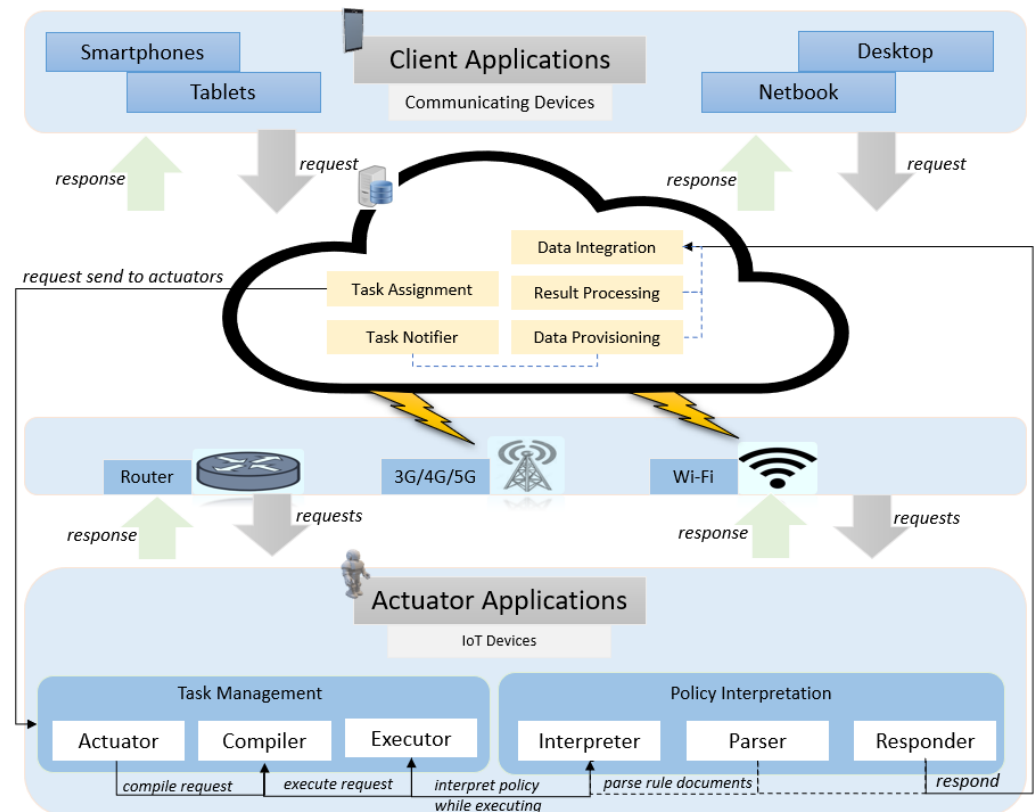 Smartphones
Tablets
Client Applications
Communicating Devices
Desktop
Netbook
response
request
response
request
request send to actuators
Data Integration
Task Assignment
Result Processing
Task Notifier
Data Provisioning
Router
3G/4G/5G
Wi-Fi
response
requests
response
requests
Actuator Applications
IoT Devices
Task Management
Policy Interpretation
Actuator
Compiler
Executor
Interpreter
Parser
Responder
compile request
execute request
interpret policy
while executing
parse rule documents
respond